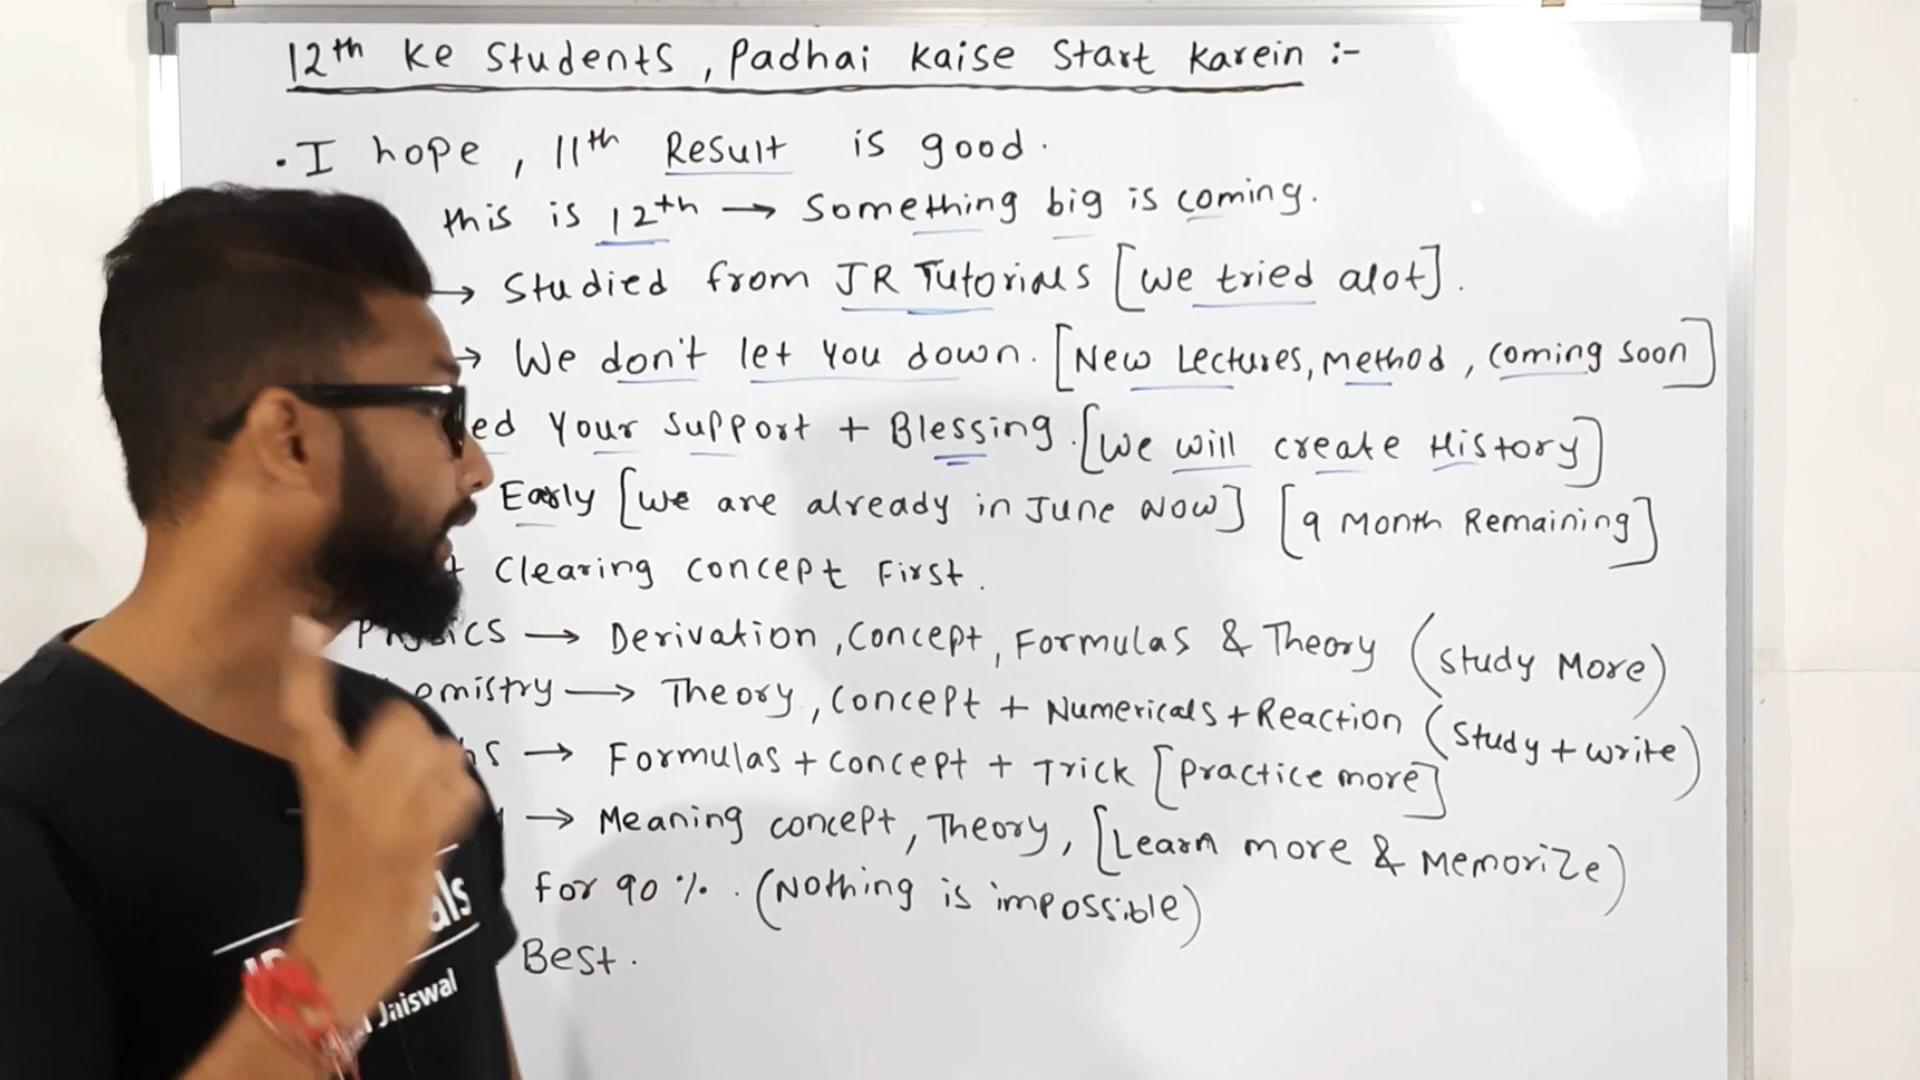 12th Ke Students, Padhai Kaise Start Karein :-
• I hope, 11th Result is good.
this is 12th → Something big is coming.
→ Studied from JR Tutorials [We tried alot].
→ We don't let You down. [New Lectures, Method, Coming Soon]
ed Your Support + Blessing. [We will create History]
Early [we are already in June Now] [9 Month Remaining]
Clearing Concept First.
Physics → Derivation, Concept, Formulas & Theory (Study More)
emistry → Theory, Concept + Numericals + Reaction (Study + Write)
hs → Formulas + Concept + Trick [Practice more]
→ Meaning concept, Theory, [Learn more & Memorize)
For 90 %. (Nothing is impossible)
Best.
als
Jaiswal